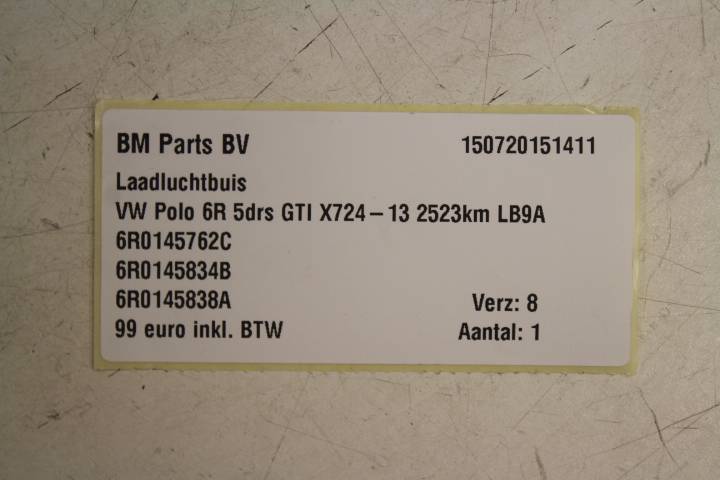 BM Parts BV 150720151411
Laadluchtbuis
VW Polo 6R 5drs GTI X724-13 2523km LB9A
6R0145762C
6R0145834B
6R0145838A Verz: 8
99 euro inkl. BTW Aantal: 1